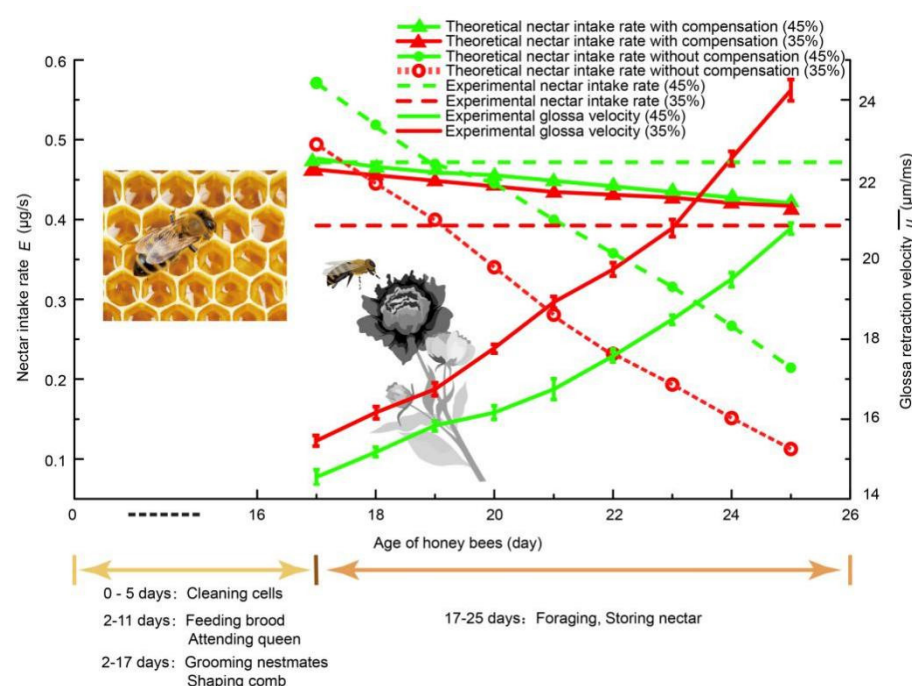 Theoretical nectar intake rate with compensation (45%)
Theoretical nectar intake rate with compensation (35%)
Theoretical nectar intake rate without compensation (45%)
Theoretical nectar intake rate without compensation (35%)
Experimental nectar intake rate (45%)
Experimental nectar intake rate (35%)
Experimental glossa velocity (45%)
Experimental glossa velocity (35%)
Nectar intake rate E (μg/s)
0.6
0.5
0.4
0.3
0.2
0.1
24
22
20
18
16
14
Glossa retraction velocity u (μm/ms)
0 16 18 20 22 24 26
Age of honey bees (day)
0 - 5 days: Cleaning cells
2-11 days: Feeding brood
Attending queen
2-17 days: Grooming nestmates
Shaping comb
17-25 days: Foraging, Storing nectar